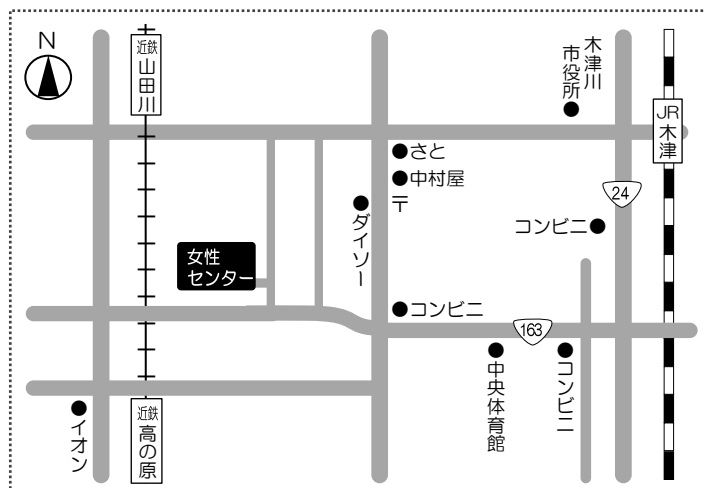 N
近鉄
山田川
木津川
市役所
JR
木津
さと
中村屋
〒
ダイソー
24
コンビニ
女性
センター
コンビニ
163
中央体育館
コンビニ
イオン
近鉄
高の原